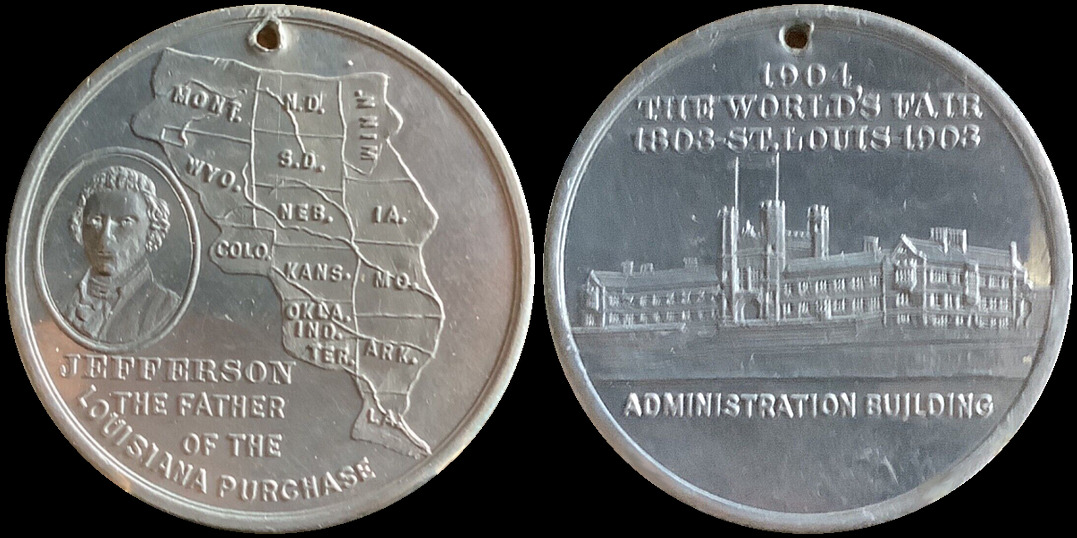 MONT.
N.D.
MINN.
S.D.
WYO.
NEB.
IA.
COLO.
KANS.
MO.
OKLA.
IND.
TER.
ARK.
LA.
JEFFERSON
THE FATHER
OF THE
LOUISIANA PURCHASE
1904
THE WORLD'S FAIR
1803-ST.LOUIS-1903
ADMINISTRATION BUILDING